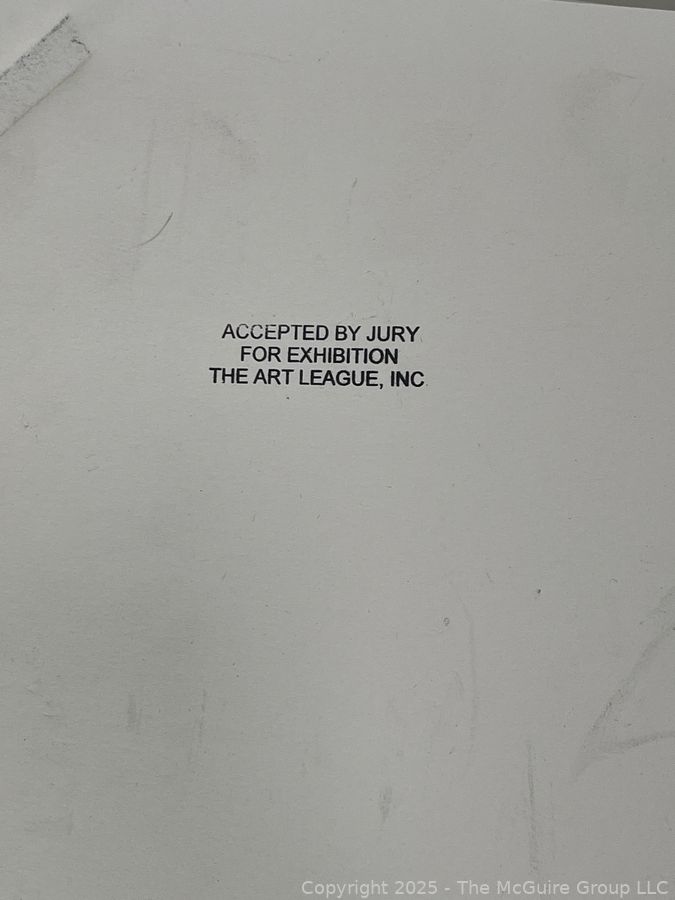 ACCEPTED BY JURY
FOR EXHIBITION
THE ART LEAGUE, INC
Copyright 2025 - The McGuire Group LLC